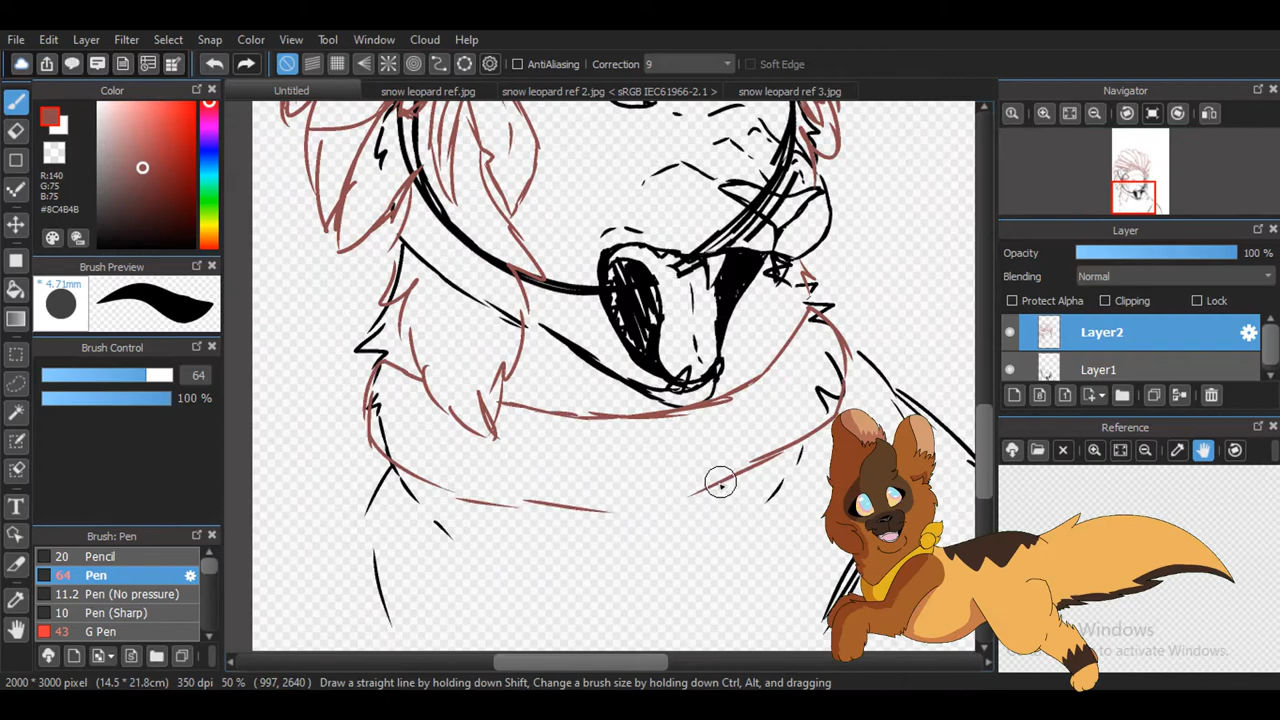 File Edit Layer Filter Select Snap Color View Tool Window Cloud Help
AntiAliasing Correction 9 Soft Edge
Color
Untitled snow leopard ref.jpg snow leopard ref 2.jpg < sRGB IEC61966-2.1 > snow leopard ref 3.jpg
Navigator
R:140
G:75
B:75
#8C4B4B
Brush Preview
* 4.71mm
Layer
Opacity 100 %
Blending Normal
Protect Alpha Clipping Lock
Layer2
Layer1
Brush Control
64
100 %
Reference
Brush: Pen
20 Pencil
64 Pen
11.2 Pen (No pressure)
10 Pen (Sharp)
43 G Pen
Windows
to activate Windows.
2000 * 3000 pixel (14.5 * 21.8cm) 350 dpi 50 % ( 997, 2640) Draw a straight line by holding down Shift, Change a brush size by holding down Ctrl, Alt, and dragging